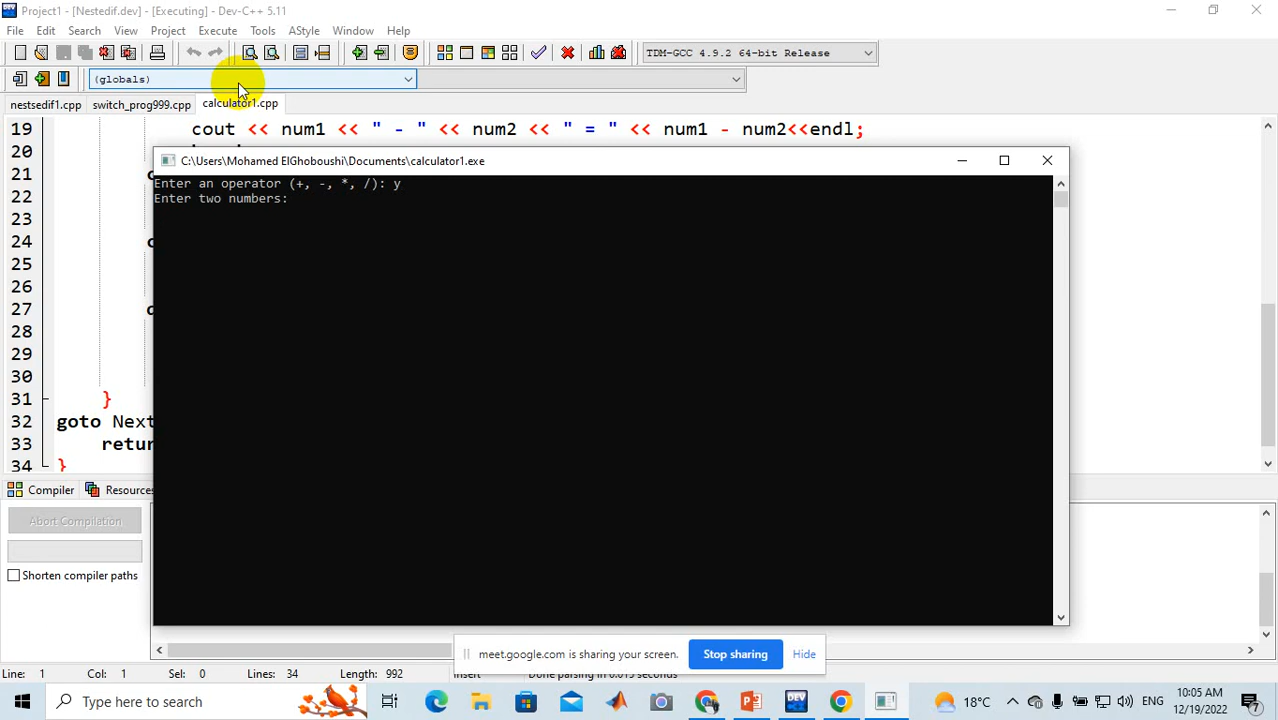 Project1 - [Nestedif.dev] - [Executing] - Dev-C++ 5.11
File Edit Search View Project Execute Tools AStyle Window Help
TDM-GCC 4.9.2 64-bit Release
(globals)
nestsedif1.cpp switch_prog999.cpp calculator1.cpp
19 cout << num1 << " - " << num2 << " = " << num1 - num2<<endl;
20
C:\Users\Mohamed ElGhoboushi\Documents\calculator1.exe
21
Enter an operator (+, -, *, /): y
22
Enter two numbers:
23
24
25
26
27
28
29
30
31 }
32 goto Next
33 retur
34 }
Compiler Resources
Abort Compilation
Shorten compiler paths
meet.google.com is sharing your screen. Stop sharing Hide
Line: 1 Col: 1 Sel: 0 Lines: 34 Length: 992 Insert Done parsing in 0.015 seconds
Type here to search
18°C ENG 10:05 AM
12/19/2022
7